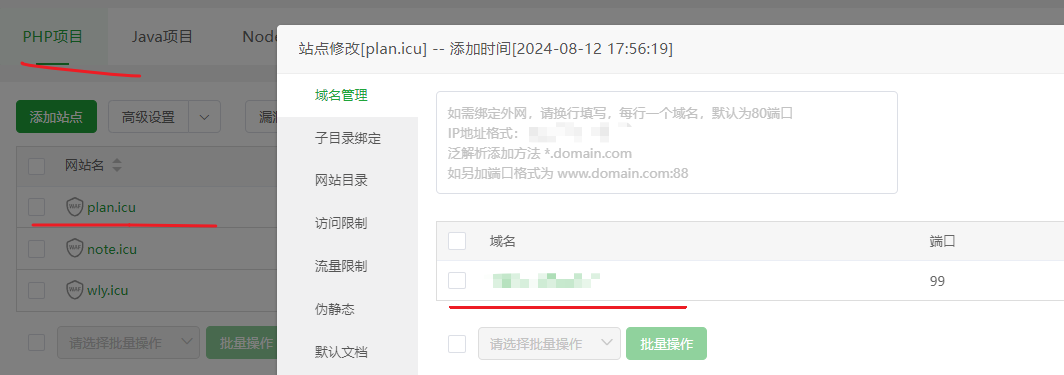 PHP项目
Java项目
Node
添加站点
高级设置
漏
网站名
WAF plan.icu
WAF note.icu
WAF wly.icu
请选择批量操作
批量操作
站点修改[plan.icu] -- 添加时间[2024-08-12 17:56:19]
域名管理
子目录绑定
网站目录
访问限制
流量限制
伪静态
默认文档
如需绑定外网，请换行填写，每行一个域名，默认为80端口
IP地址格式：
泛解析添加方法 *.domain.com
如另加端口格式为 www.domain.com:88
域名
端口
99
请选择批量操作
批量操作